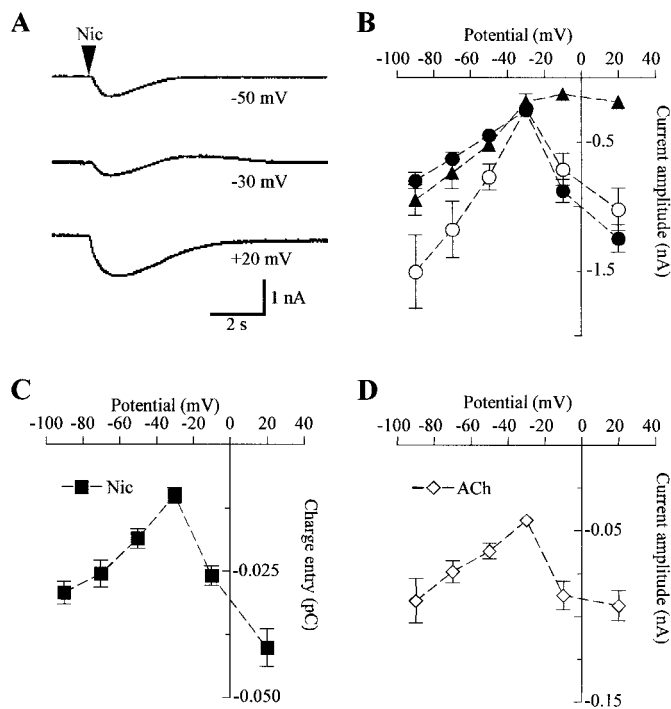 A
Nic
-50 mV
-30 mV
+20 mV
1 nA
2 s
B
Potential (mV)
-100 -80 -60 -40 -20 0 20 40
-0.5
-1.5
Current amplitude (nA)
C
Potential (mV)
-100 -80 -60 -40 -20 0 20 40
Nic
-0.025
-0.050
Charge entry (pC)
D
Potential (mV)
-100 -80 -60 -40 -20 0 20 40
ACh
-0.05
-0.15
Current amplitude (nA)